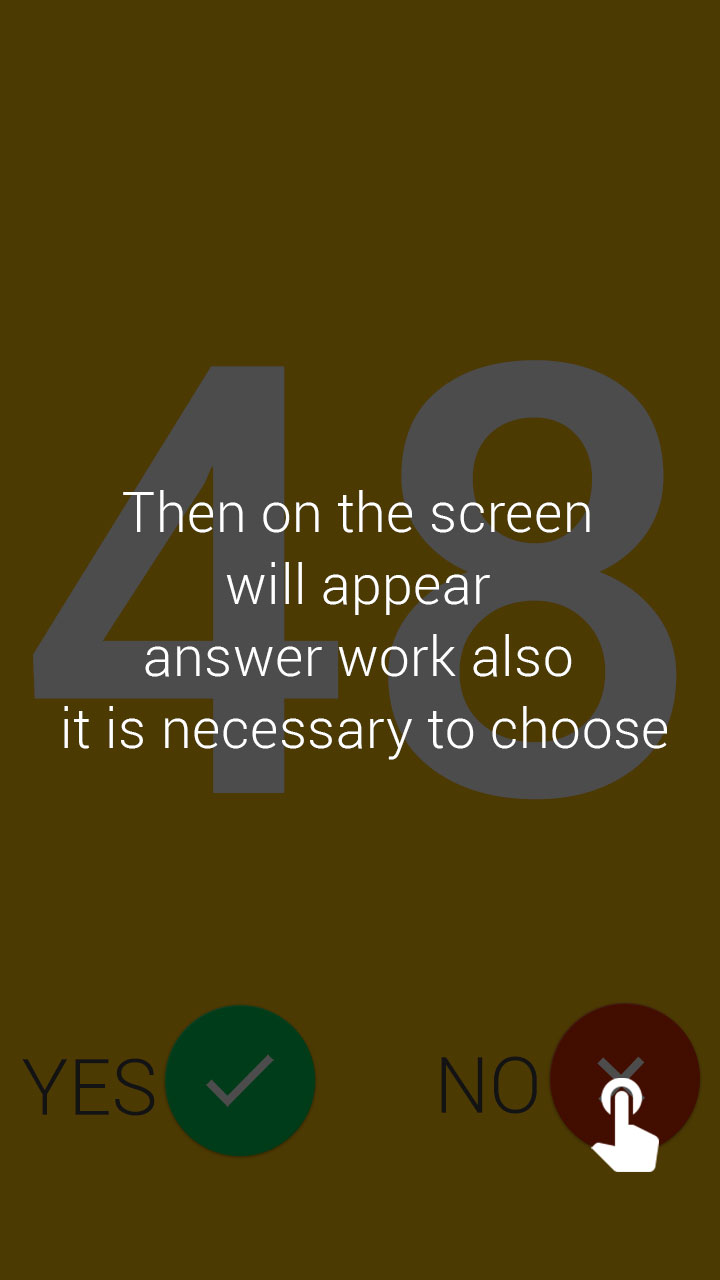 48
Then on the screen
will appear
answer work also
it is necessary to choose
YES NO